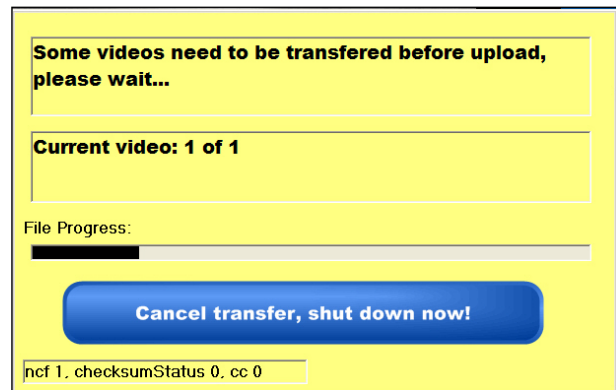 Some videos need to be transfered before upload,
please wait...
Current video: 1 of 1
File Progress:
Cancel transfer, shut down now!
ncf 1, checksumStatus 0, cc 0